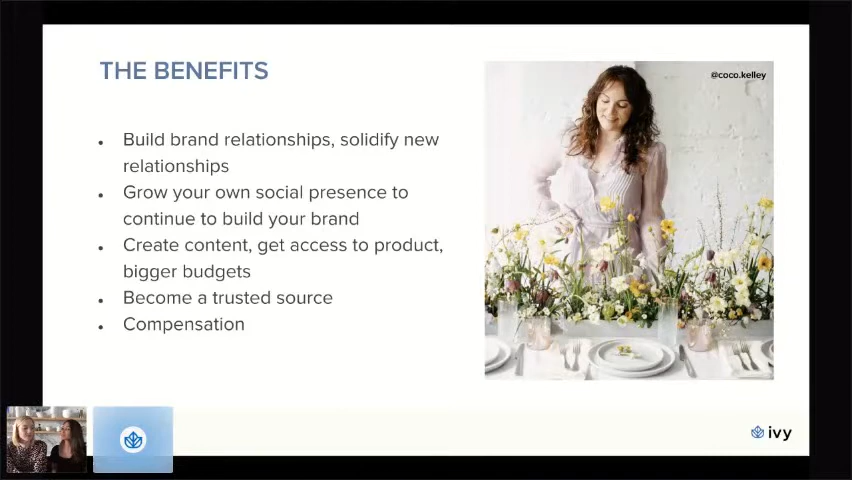 THE BENEFITS
@coco.kelley
• Build brand relationships, solidify new
relationships
• Grow your own social presence to
continue to build your brand
• Create content, get access to product,
bigger budgets
• Become a trusted source
• Compensation
ivy